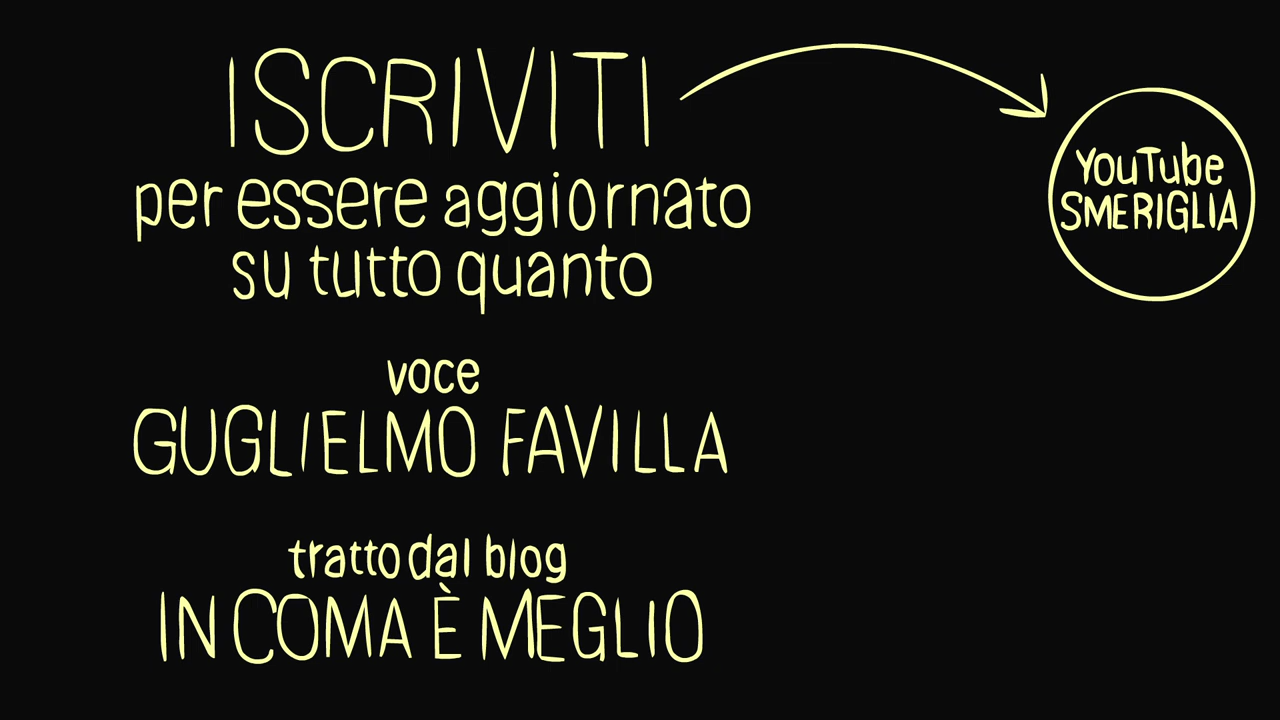 ISCRIVITI
per essere aggiornato
su tutto quanto
YouTube
SMERIGLIA
voce
GUGLIELMO FAVILLA
tratto dal blog
IN COMA È MEGLIO